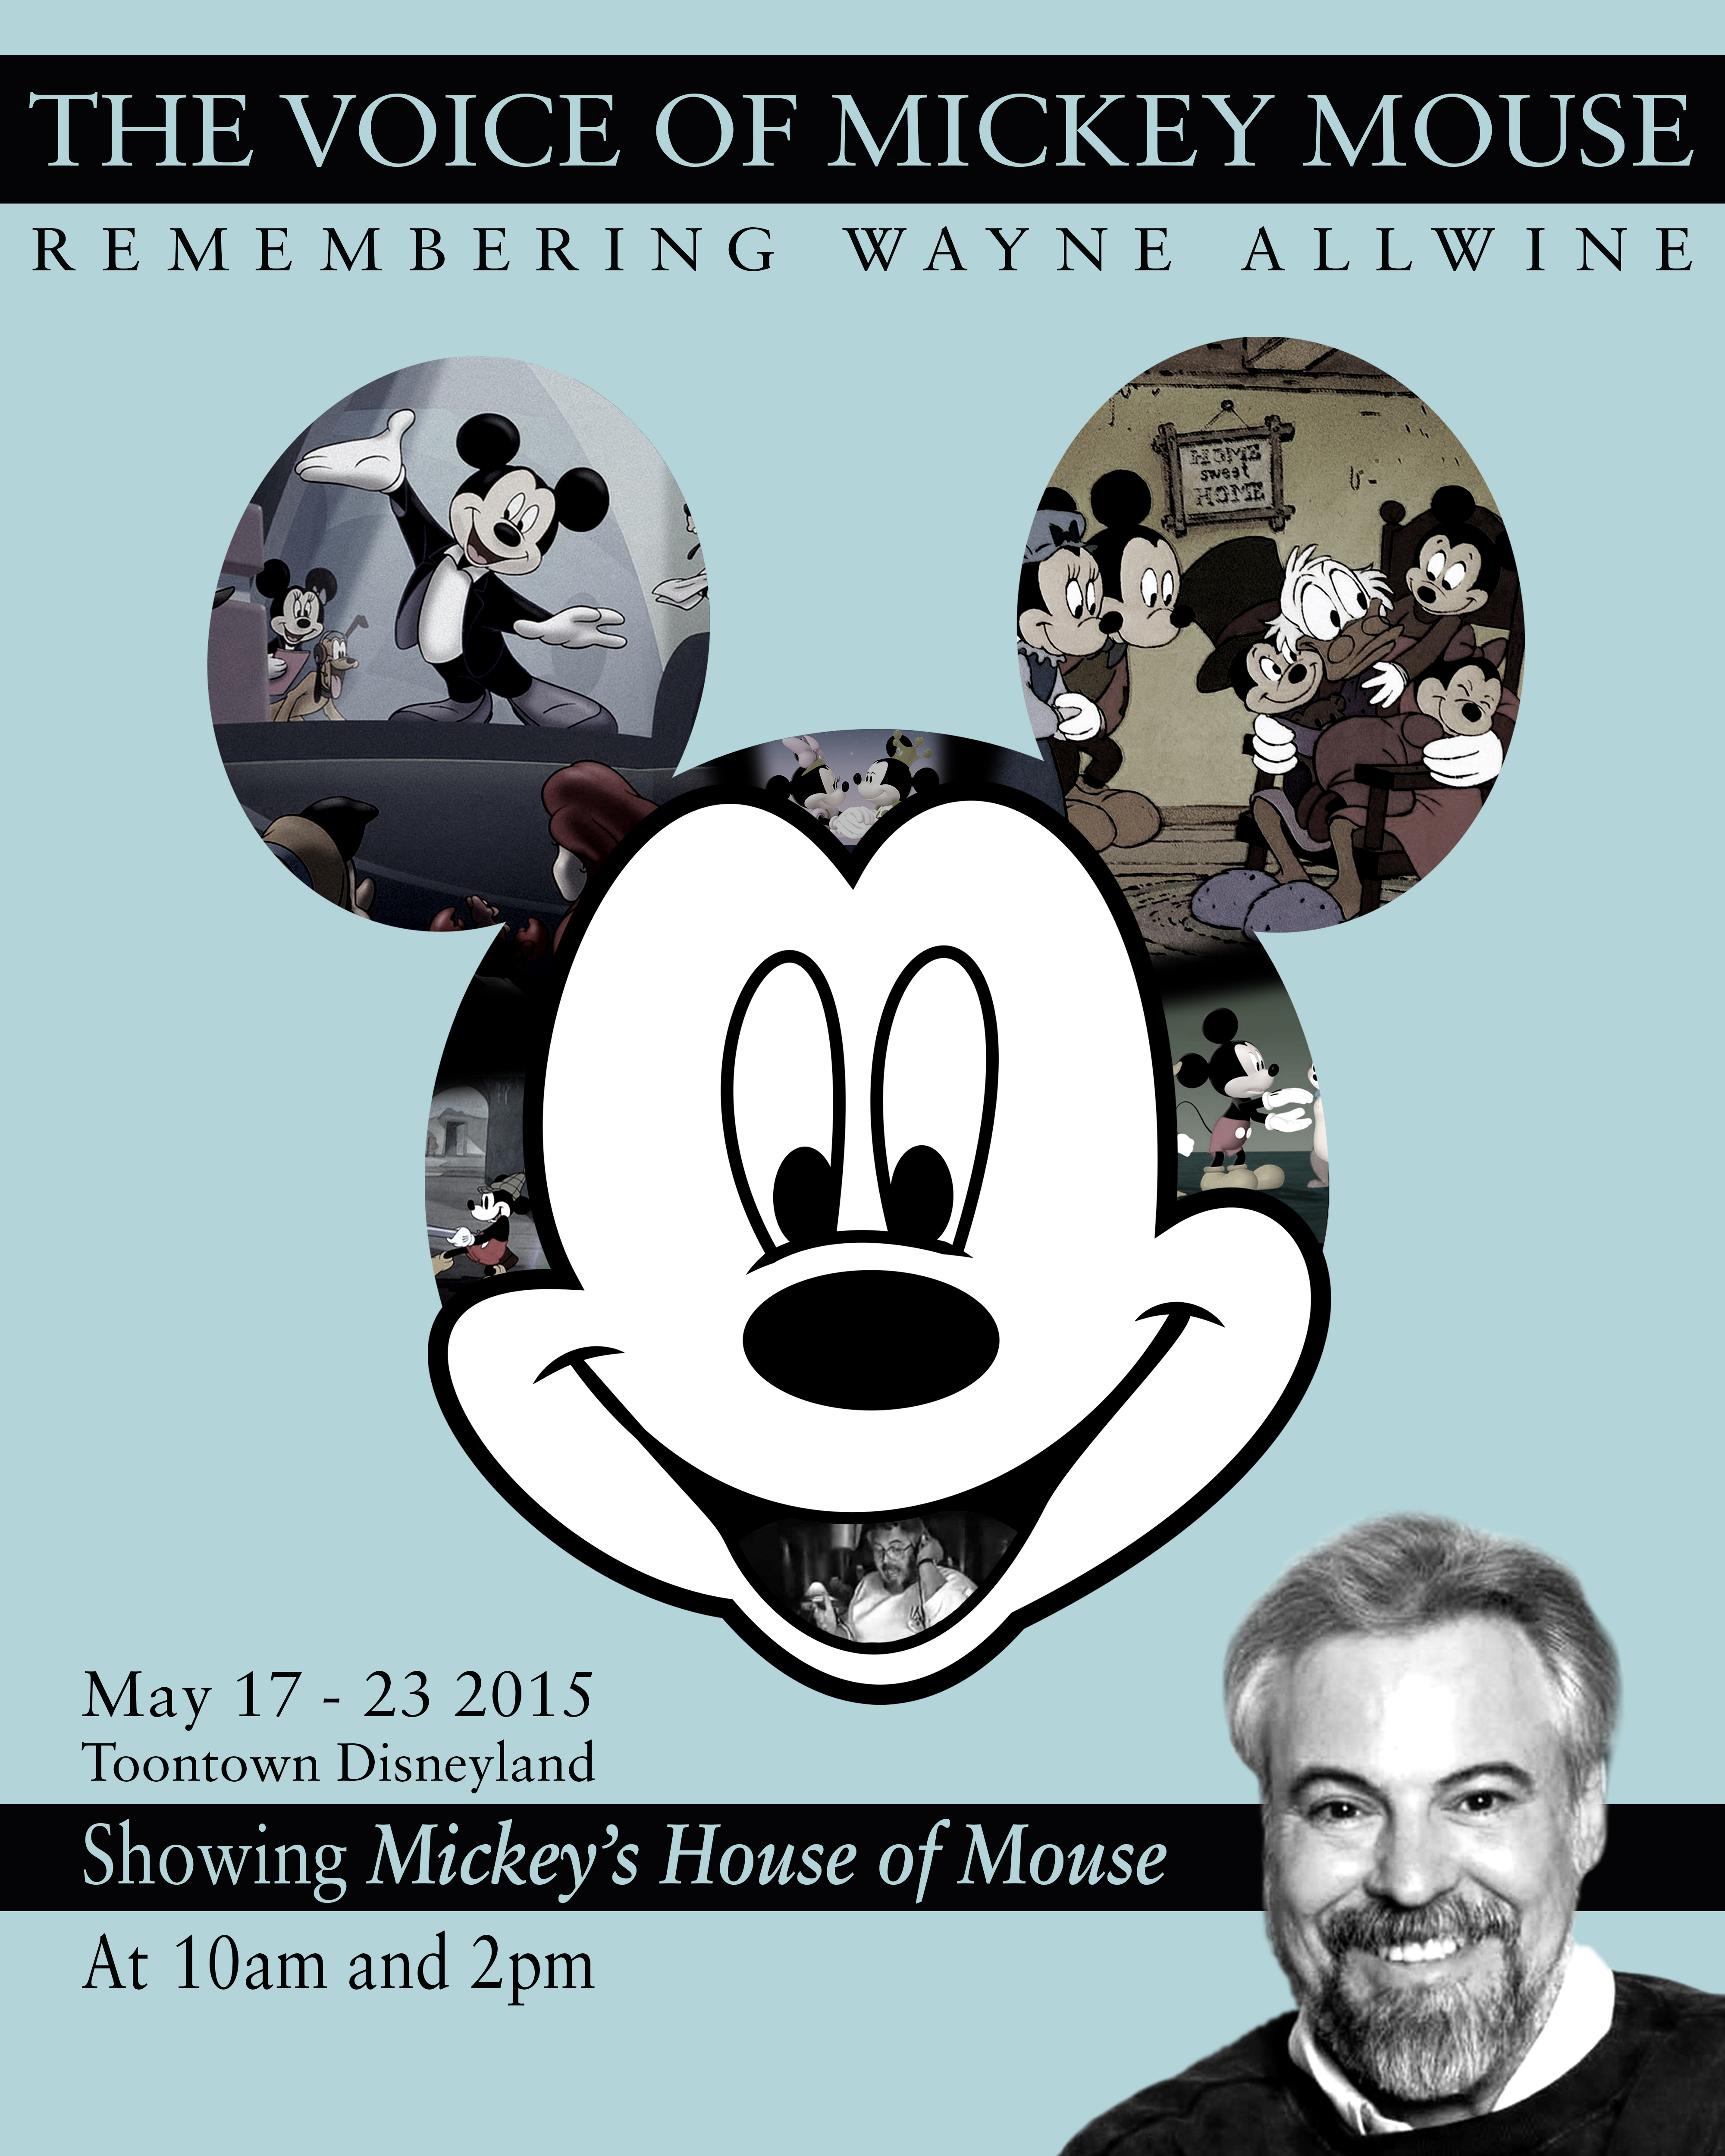 THE VOICE OF MICKEY MOUSE
REMEMBERING WAYNE ALLWINE
HOME
sweet
HOME
May 17 - 23 2015
Toontown Disneyland
Showing Mickey’s House of Mouse
At 10am and 2pm